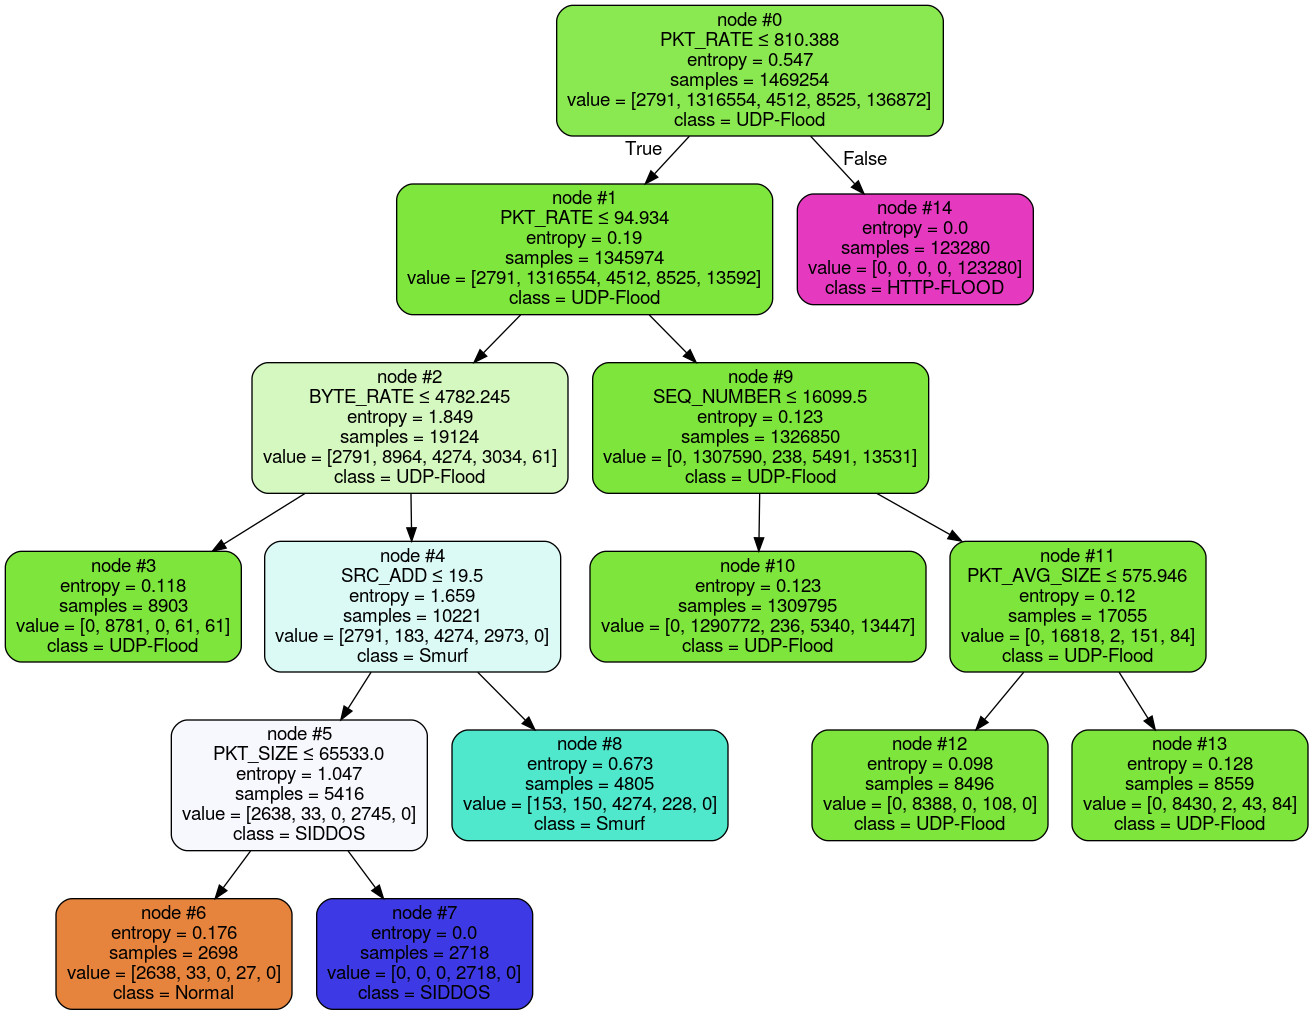 node #0
PKT_RATE ≤ 810.388
entropy = 0.547
samples = 1469254
value = [2791, 1316554, 4512, 8525, 136872]
class = UDP-Flood
True
False
node #1
PKT_RATE ≤ 94.934
entropy = 0.19
samples = 1345974
value = [2791, 1316554, 4512, 8525, 13592]
class = UDP-Flood
node #14
entropy = 0.0
samples = 123280
value = [0, 0, 0, 0, 123280]
class = HTTP-FLOOD
node #2
BYTE_RATE ≤ 4782.245
entropy = 1.849
samples = 19124
value = [2791, 8964, 4274, 3034, 61]
class = UDP-Flood
node #9
SEQ_NUMBER ≤ 16099.5
entropy = 0.123
samples = 1326850
value = [0, 1307590, 238, 5491, 13531]
class = UDP-Flood
node #3
entropy = 0.118
samples = 8903
value = [0, 8781, 0, 61, 61]
class = UDP-Flood
node #4
SRC_ADD ≤ 19.5
entropy = 1.659
samples = 10221
value = [2791, 183, 4274, 2973, 0]
class = Smurf
node #10
entropy = 0.123
samples = 1309795
value = [0, 1290772, 236, 5340, 13447]
class = UDP-Flood
node #11
PKT_AVG_SIZE ≤ 575.946
entropy = 0.12
samples = 17055
value = [0, 16818, 2, 151, 84]
class = UDP-Flood
node #5
PKT_SIZE ≤ 65533.0
entropy = 1.047
samples = 5416
value = [2638, 33, 0, 2745, 0]
class = SIDDOS
node #8
entropy = 0.673
samples = 4805
value = [153, 150, 4274, 228, 0]
class = Smurf
node #12
entropy = 0.098
samples = 8496
value = [0, 8388, 0, 108, 0]
class = UDP-Flood
node #13
entropy = 0.128
samples = 8559
value = [0, 8430, 2, 43, 84]
class = UDP-Flood
node #6
entropy = 0.176
samples = 2698
value = [2638, 33, 0, 27, 0]
class = Normal
node #7
entropy = 0.0
samples = 2718
value = [0, 0, 0, 2718, 0]
class = SIDDOS